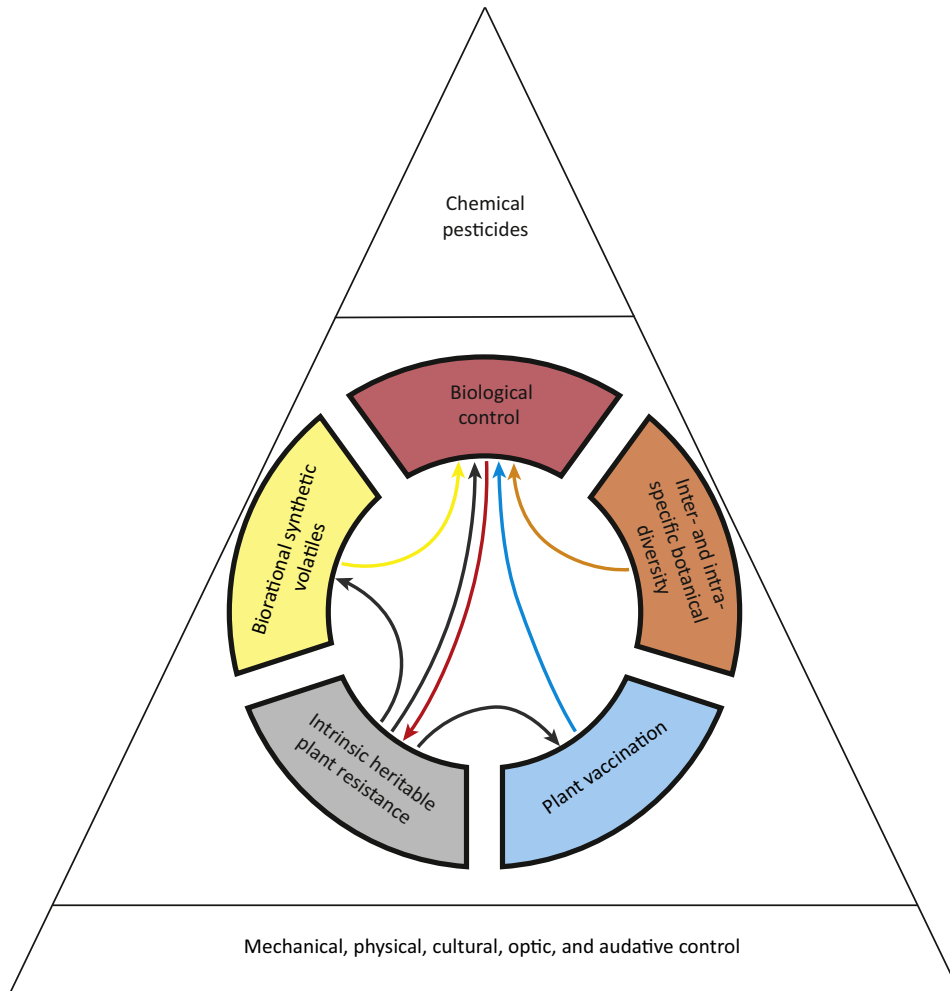 Chemical
pesticides
Biological
control
Biorational synthetic
volatiles
Inter- and intra-
specific botanical
diversity
Intrinsic heritable
plant resistance
Plant vaccination
Mechanical, physical, cultural, optic, and audative control